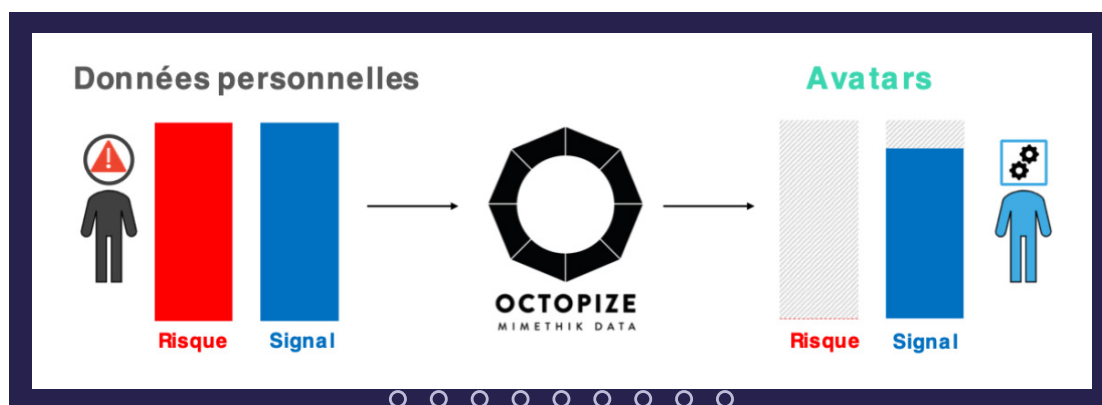 Données personnelles
Avatars
OCTOPIZE
MIMETHIK DATA
Risque
Signal
Risque
Signal